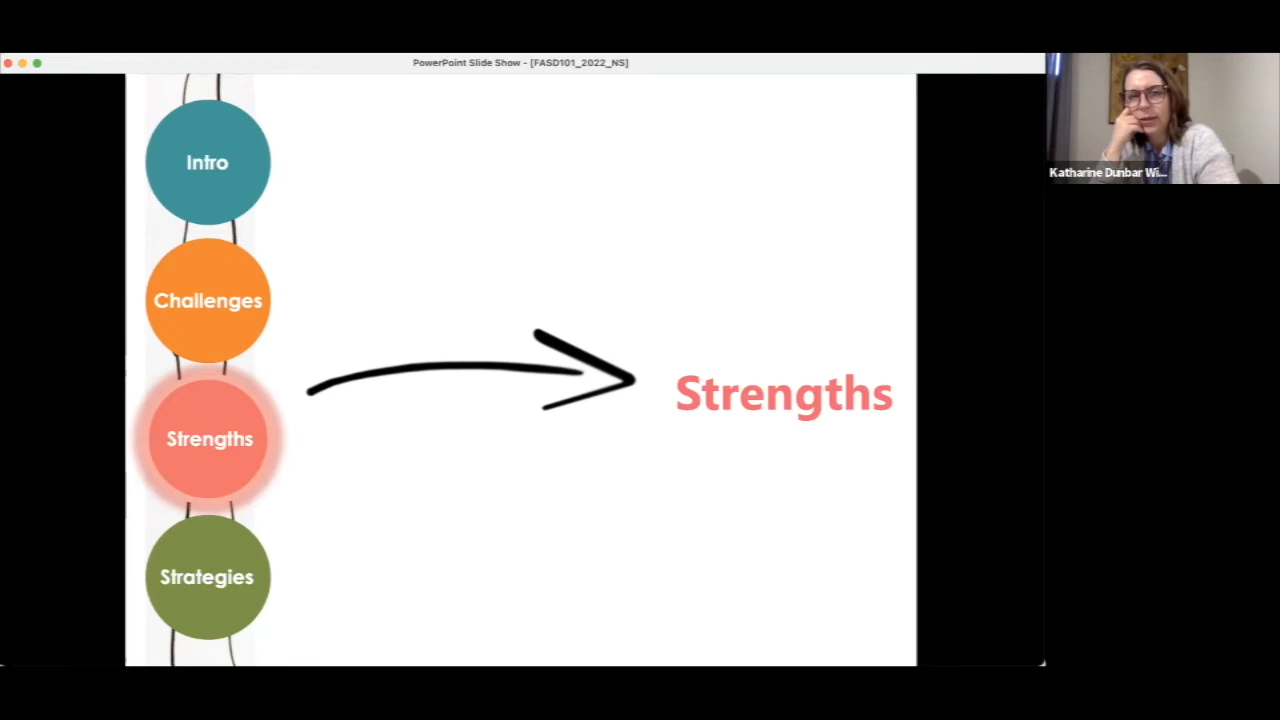 PowerPoint Slide Show - [FASD101_2022_NS]
Intro
Challenges
Strengths
Strategies
Strengths
Katharine Dunbar Wi...